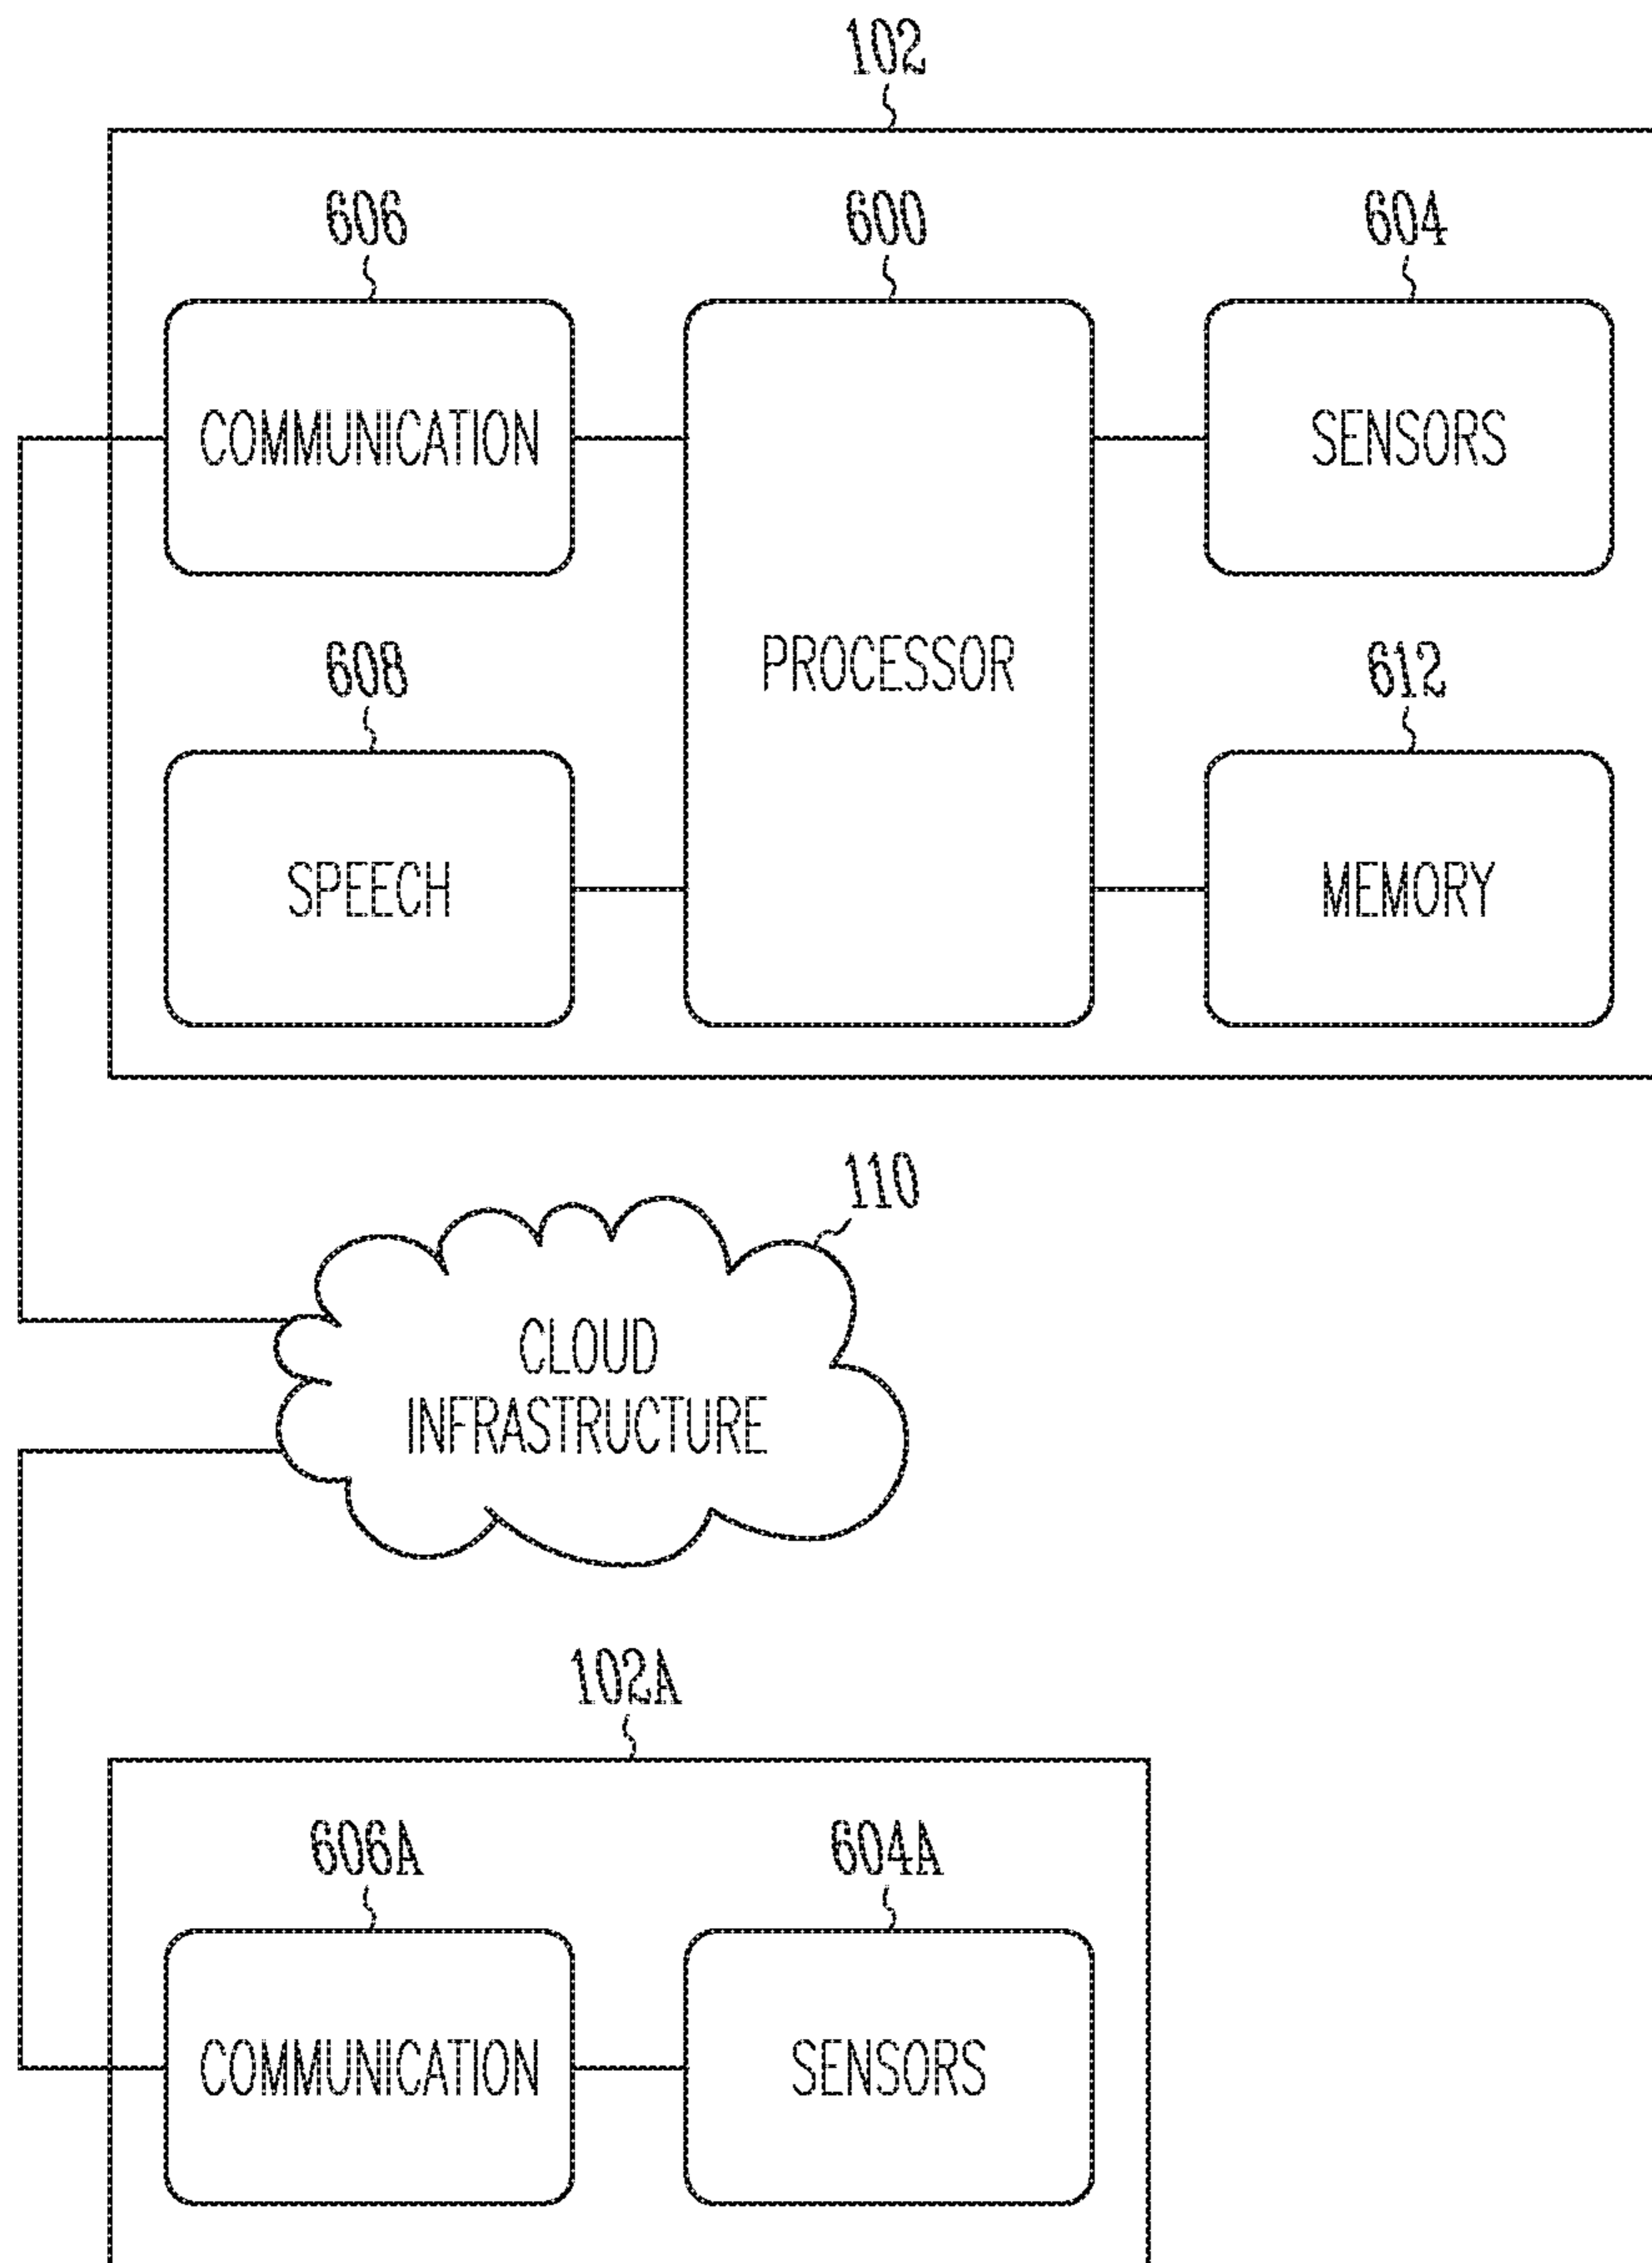 102
606
600
604
COMMUNICATION
PROCESSOR
SENSORS
608
612
SPEECH
MEMORY
110
CLOUD
INFRASTRUCTURE
102A
606A
604A
COMMUNICATION
SENSORS